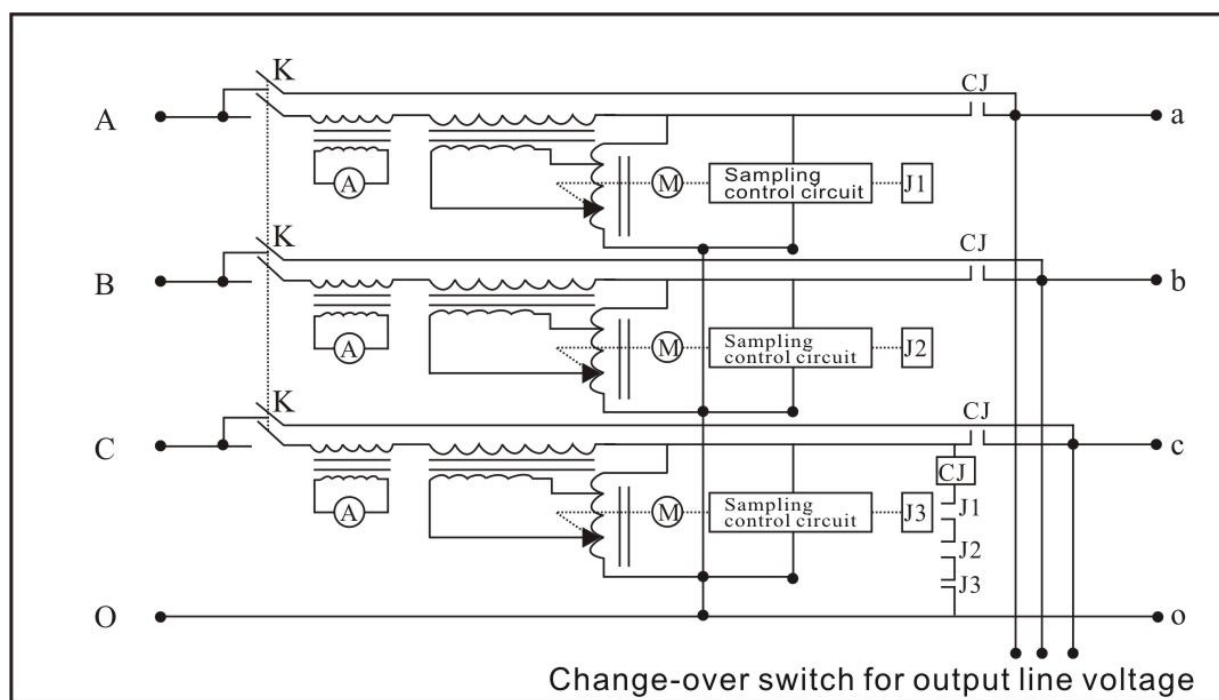 K
CJ
A
a
Sampling
control circuit
A
M
J1
K
CJ
B
b
Sampling
control circuit
A
M
J2
K
CJ
C
c
CJ
Sampling
control circuit
A
M
J3
J1
J2
J3
O
o
Change-over switch for output line voltage